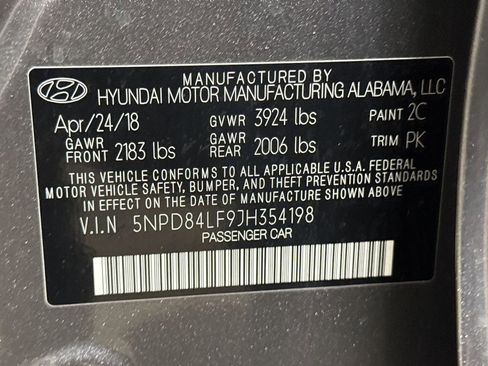 MANUFACTURED BY
HYUNDAI MOTOR MANUFACTURING ALABAMA, LLC
Apr/24/18 GVWR 3924 lbs PAINT 2C
GAWR FRONT 2183 lbs GAWR REAR 2006 lbs TRIM PK
THIS VEHICLE CONFORMS TO ALL APPLICABLE U.S.A. FEDERAL
MOTOR VEHICLE SAFETY, BUMPER, AND THEFT PREVENTION STANDARDS
IN EFFECT ON THE DATE OF MANUFACTURE SHOWN ABOVE.
V.I.N 5NPD84LF9JH354198
PASSENGER CAR